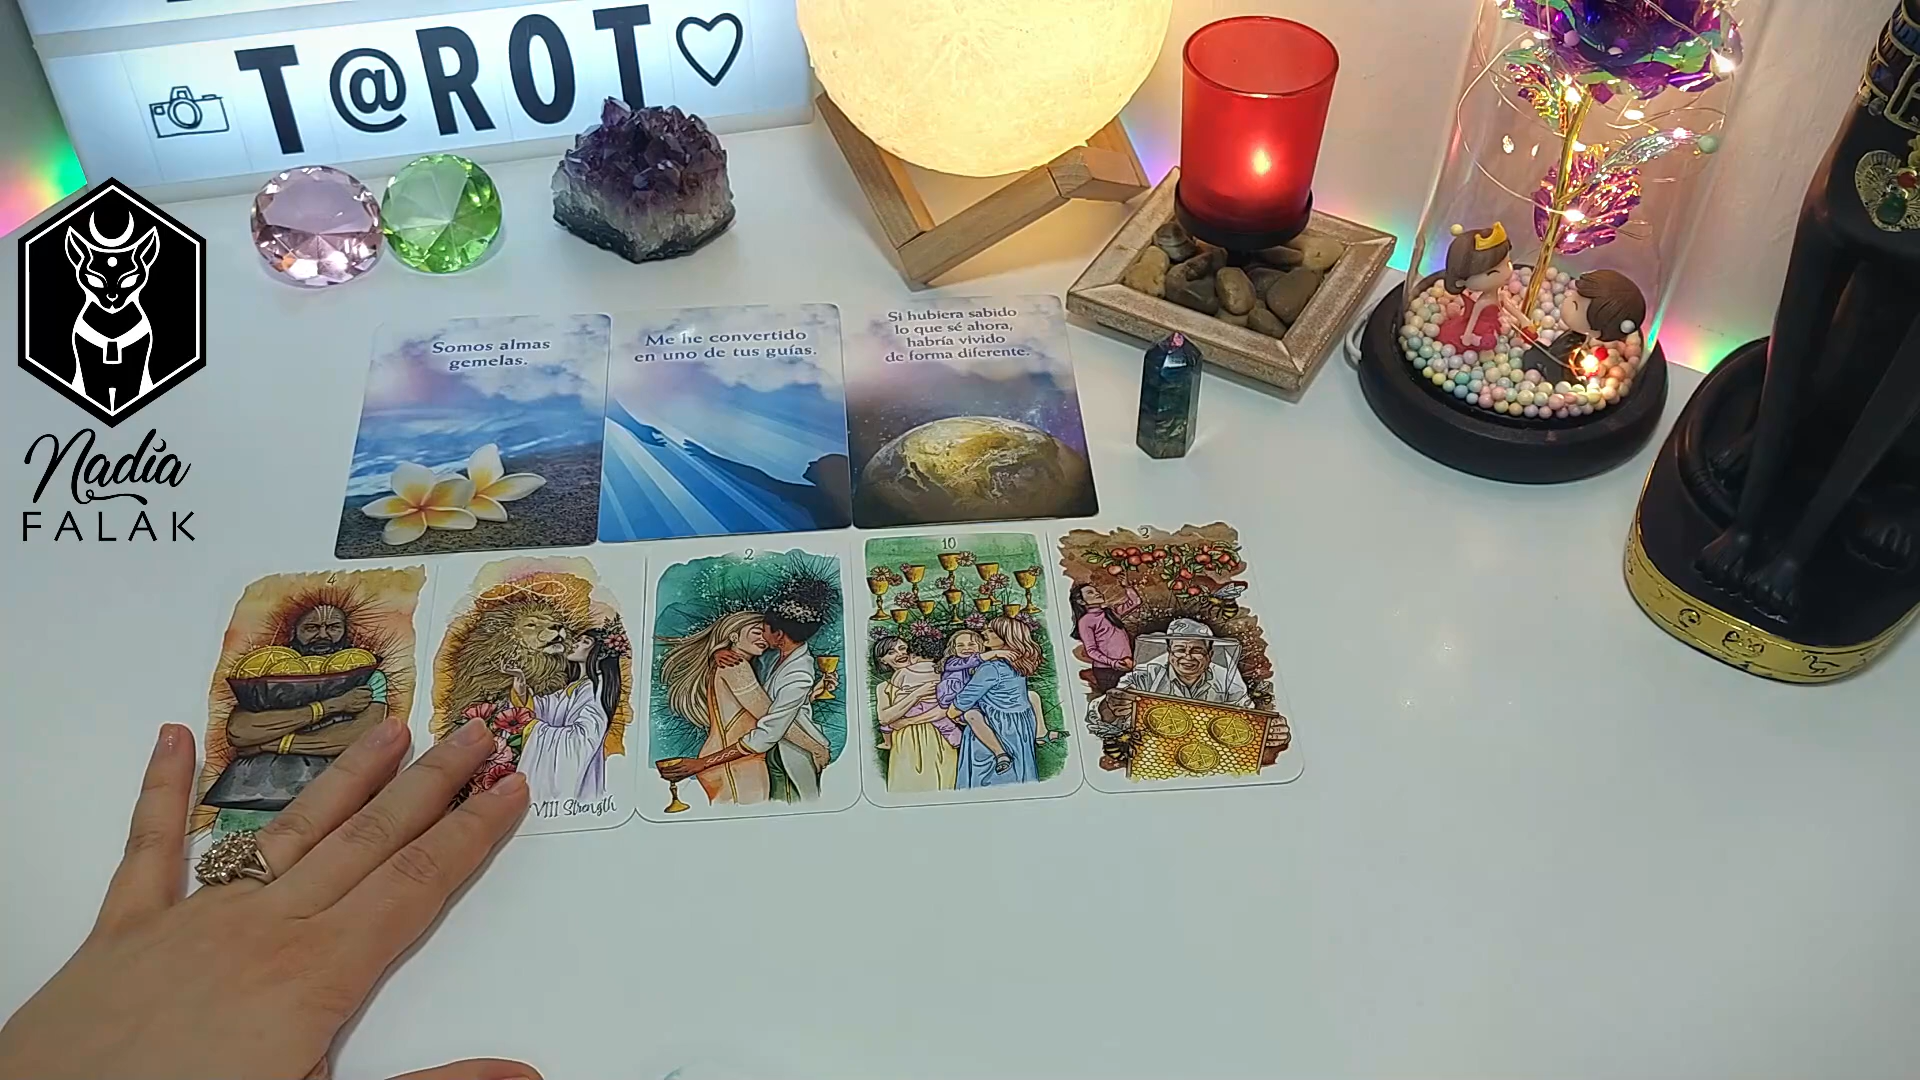 T@ROT
Nadia
FALAK
Somos almas
gemelas.
Me he convertido
en uno de tus guías.
Si hubiera sabido
lo que sé ahora,
habría vivido
de forma diferente.
4
VIII Strength
2
10
3